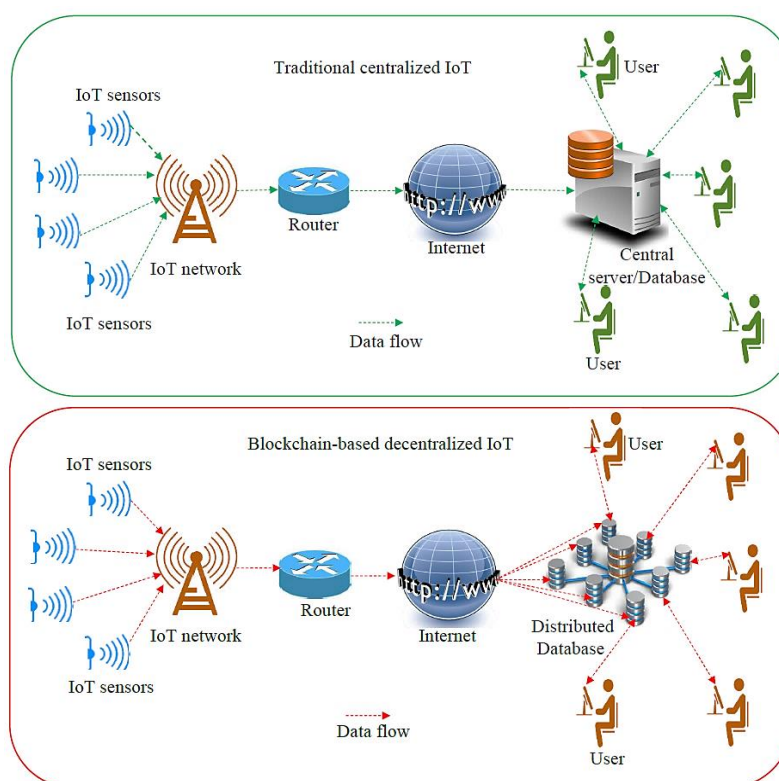 Traditional centralized IoT
IoT sensors
User
http://www
Router
Internet
IoT network
Central
server/Database
IoT sensors
Data flow
User
Blockchain-based decentralized IoT
User
IoT sensors
http://www
Router
Internet
IoT network
Distributed
Database
IoT sensors
Data flow
User